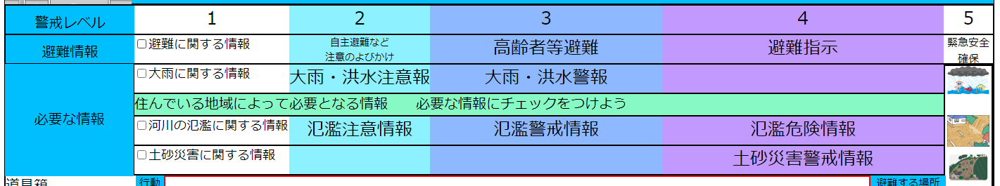 警戒レベル 1 2 3 4 5
避難情報 避難に関する情報 自主避難など 高齢者等避難 避難指示 緊急安全
注意のよびかけ 確保
大雨に関する情報 大雨・洪水注意報 大雨・洪水警報
住んでいる地域によって必要となる情報 必要な情報にチェックをつけよう
必要な情報
河川の氾濫に関する情報 氾濫注意情報 氾濫警戒情報 氾濫危険情報
土砂災害に関する情報 土砂災害警戒情報
道具箱 行動 避難する場所